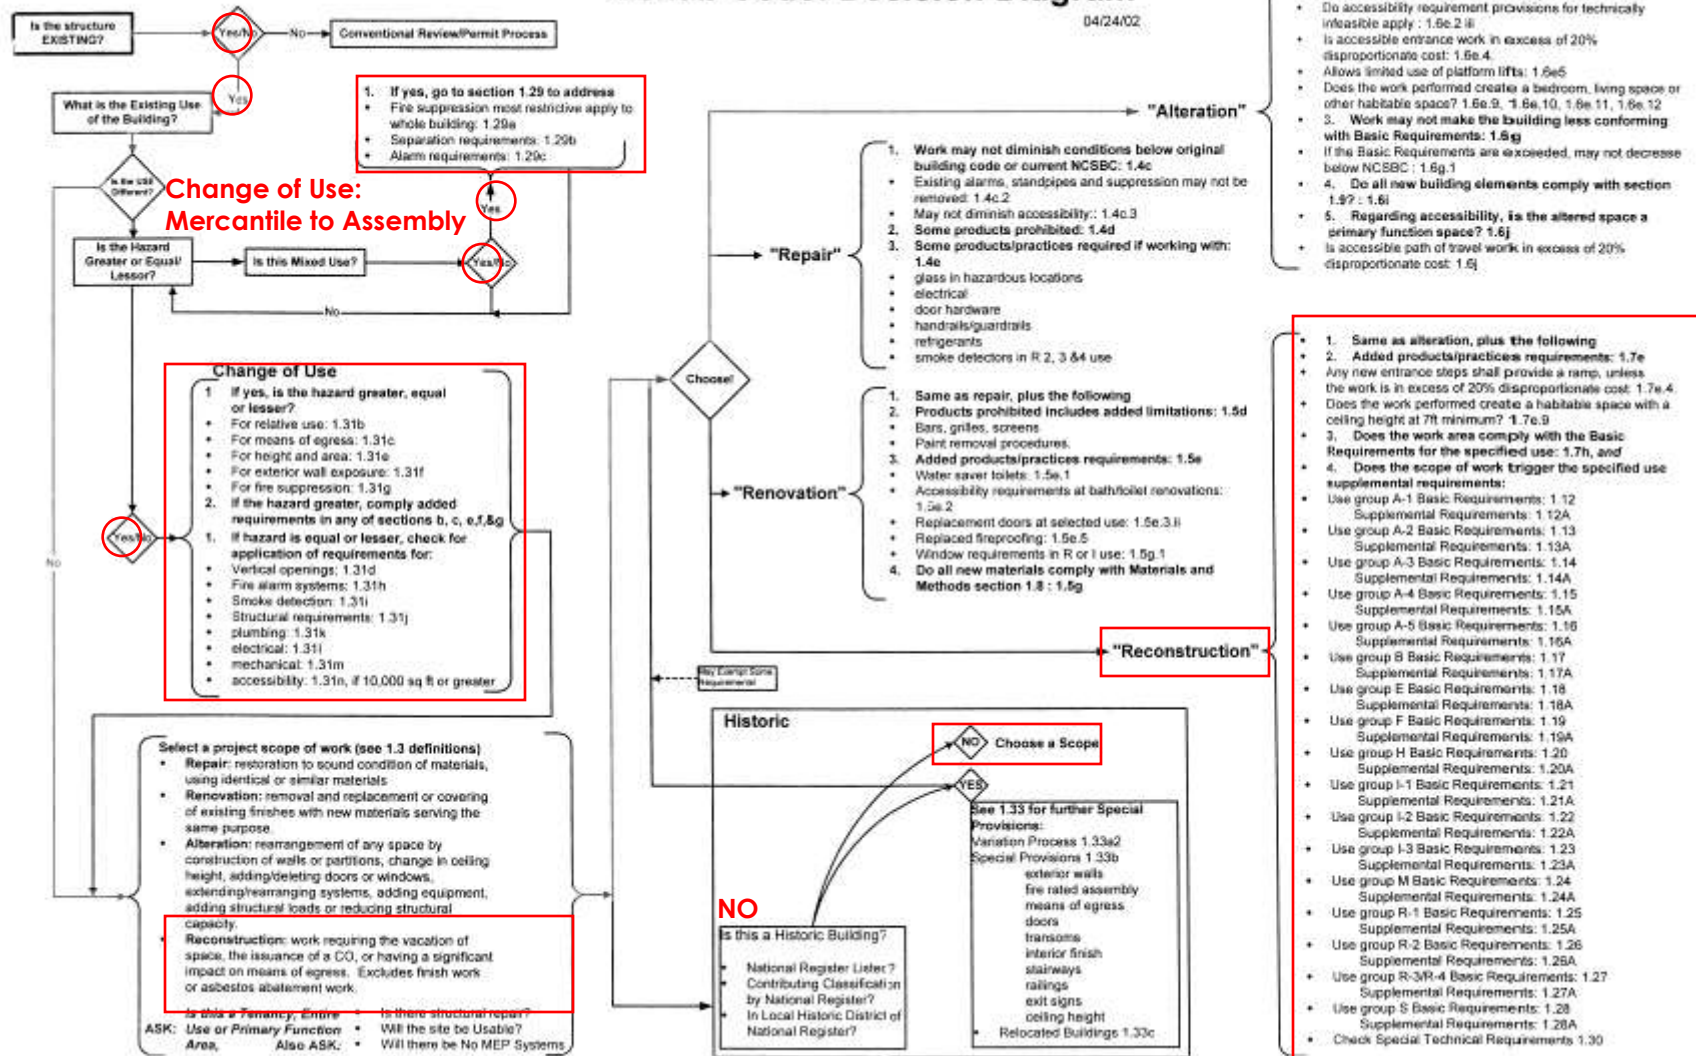 04/24/02
Is the structure
EXISTING?
Yes/No
No
Conventional Review/Permit Process
Yes
What is the Existing Use
of the Building?
1. If yes, go to section 1.29 to address
• Fire suppression most restrictive apply to
whole building: 1.29a
• Separation requirements: 1.29b
• Alarm requirements: 1.29c
Is the USE
Different?
Change of Use:
Mercantile to Assembly
Yes
Is the Hazard
Greater or Equal/
Lessor?
Is this Mixed Use?
Yes/No
No
Change of Use
1 If yes, is the hazard greater, equal
or lesser?
• For relative use: 1.31b
• For means of egress: 1.31c
• For height and area: 1.31e
• For exterior wall exposure: 1.31f
• For fire suppression: 1.31g
2. If the hazard greater, comply added
requirements in any of sections b, c, e,f,&g
1. If hazard is equal or lesser, check for
application of requirements for:
• Vertical openings: 1.31d
• Fire alarm systems: 1.31h
• Smoke detection: 1.31i
• Structural requirements: 1.31j
• plumbing: 1.31k
• electrical: 1.31l
• mechanical: 1.31m
• accessibility: 1.31n, if 10,000 sq ft or greater
Yes/No
No
Select a project scope of work (see 1.3 definitions)
• Repair: restoration to sound condition of materials,
using identical or similar materials
• Renovation: removal and replacement or covering
of existing finishes with new materials serving the
same purpose.
• Alteration: rearrangement of any space by
construction of walls or partitions, change in ceiling
height, adding/deleting doors or windows,
extending/rearranging systems, adding equipment,
adding structural loads or reducing structural
capacity.
• Reconstruction: work requiring the vacation of
space, the issuance of a CO, or having a significant
impact on means of egress. Excludes finish work
or asbestos abatement work.
Is this a Tenancy, Entire • Is there structural repair?
ASK: Use or Primary Function • Will the site be Usable?
Area, Also ASK: • Will there be No MEP Systems
Choose!
"Alteration"
"Repair"
1. Work may not diminish conditions below original
building code or current NCSBC: 1.4c
• Existing alarms, standpipes and suppression may not be
removed: 1.4c.2
• May not diminish accessibility:: 1.4c.3
2. Some products prohibited: 1.4d
3. Some products/practices required if working with:
1.4e
• glass in hazardous locations
• electrical
• door hardware
• handrails/guardrails
• refrigerants
• smoke detectors in R 2, 3 &4 use
"Renovation"
1. Same as repair, plus the following
2. Products prohibited includes added limitations: 1.5d
• Bars, grilles, screens
• Paint removal procedures.
3. Added products/practices requirements: 1.5e
• Water saver toilets: 1.5e.1
• Accessibility requirements at bath/toilet renovations:
1.5e.2
• Replacement doors at selected use: 1.5e.3.ii
• Replaced fireproofing: 1.5e.5
• Window requirements in R or I use: 1.5g.1
4. Do all new materials comply with Materials and
Methods section 1.8 : 1.5g
"Reconstruction"
May Exempt Some
Requirements!
Historic
NO
Choose a Scope
YES
See 1.33 for further Special
Provisions:
Variation Process 1.33a2
Special Provisions 1.33b
exterior walls
fire rated assembly
means of egress
doors
transoms
interior finish
stairways
railings
exit signs
ceiling height
• Relocated Buildings 1.33c
NO
Is this a Historic Building?
• National Register Listed?
• Contributing Classification
by National Register?
• In Local Historic District of
National Register?
• Do accessibility requirement provisions for technically
infeasible apply : 1.6e.2 iii
• Is accessible entrance work in excess of 20%
disproportionate cost: 1.6e.4.
• Allows limited use of platform lifts: 1.6e5
• Does the work performed create a bedroom, living space or
other habitable space? 1.6e.9, 1.6e.10, 1.6e.11, 1.6e.12
• 3. Work may not make the building less conforming
with Basic Requirements: 1.6g
• If the Basic Requirements are exceeded, may not decrease
below NCSBC : 1.6g.1
• 4. Do all new building elements comply with section
1.9? : 1.6i
• 5. Regarding accessibility, is the altered space a
primary function space? 1.6j
• Is accessible path of travel work in excess of 20%
disproportionate cost: 1.6j
• 1. Same as alteration, plus the following
• 2. Added products/practices requirements: 1.7e
• Any new entrance steps shall provide a ramp, unless
the work is in excess of 20% disproportionate cost: 1.7e.4.
• Does the work performed create a habitable space with a
ceiling height at 7ft minimum? 1.7e.9
• 3. Does the work area comply with the Basic
Requirements for the specified use: 1.7h, and
• 4. Does the scope of work trigger the specified use
supplemental requirements:
• Use group A-1 Basic Requirements: 1.12
Supplemental Requirements: 1.12A
• Use group A-2 Basic Requirements: 1.13
Supplemental Requirements: 1.13A
• Use group A-3 Basic Requirements: 1.14
Supplemental Requirements: 1.14A
• Use group A-4 Basic Requirements: 1.15
Supplemental Requirements: 1.15A
• Use group A-5 Basic Requirements: 1.16
Supplemental Requirements: 1.16A
• Use group B Basic Requirements: 1.17
Supplemental Requirements: 1.17A
• Use group E Basic Requirements: 1.18
Supplemental Requirements: 1.18A
• Use group F Basic Requirements: 1.19
Supplemental Requirements: 1.19A
• Use group H Basic Requirements: 1.20
Supplemental Requirements: 1.20A
• Use group I-1 Basic Requirements: 1.21
Supplemental Requirements: 1.21A
• Use group I-2 Basic Requirements: 1.22
Supplemental Requirements: 1.22A
• Use group I-3 Basic Requirements: 1.23
Supplemental Requirements: 1.23A
• Use group M Basic Requirements: 1.24
Supplemental Requirements: 1.24A
• Use group R-1 Basic Requirements: 1.25
Supplemental Requirements: 1.25A
• Use group R-2 Basic Requirements: 1.26
Supplemental Requirements: 1.26A
• Use group R-3/R-4 Basic Requirements: 1.27
Supplemental Requirements: 1.27A
• Use group S Basic Requirements: 1.28
Supplemental Requirements: 1.28A
• Check Special Technical Requirements 1.30